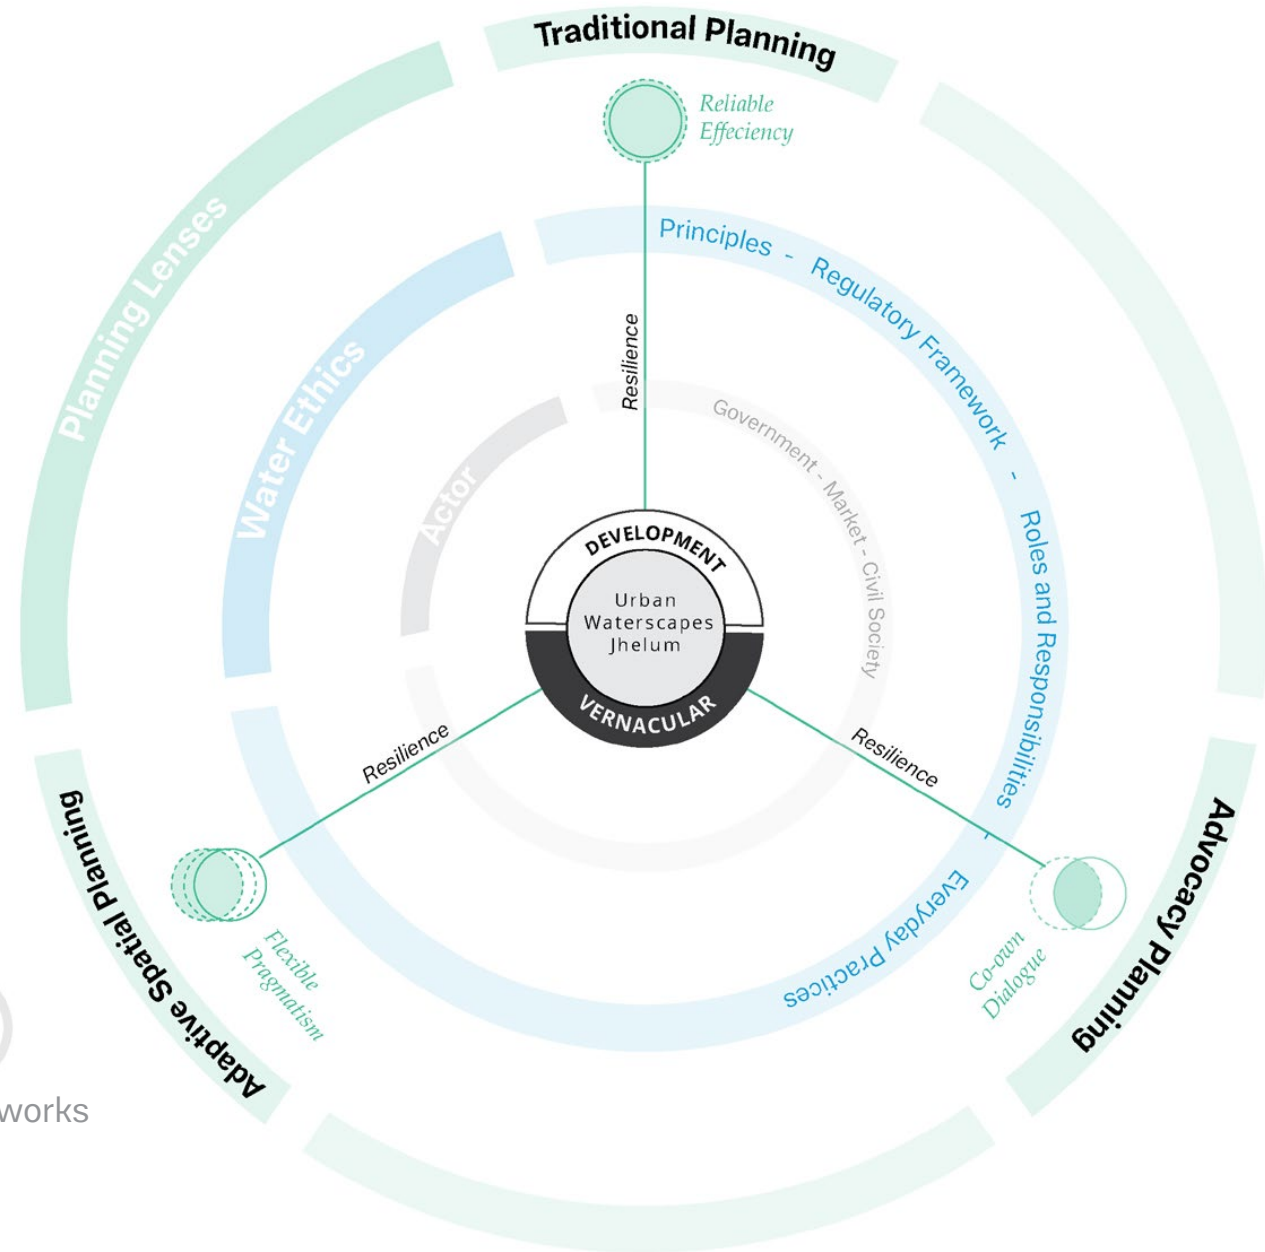 Traditional Planning
Reliable
Effeciency
Planning Lenses
Principles - Regulatory Framework - Roles and Responsibilities - Everyday Practices
Water Ethics
Resilience
Government - Market - Civil Society
Actor
DEVELOPMENT
Urban
Waterscapes
Jhelum
VERNACULAR
Resilience
Resilience
Adaptive Spatial Planning
Flexible
Pragmatism
Advocacy Planning
Co-own
Dialogue
works